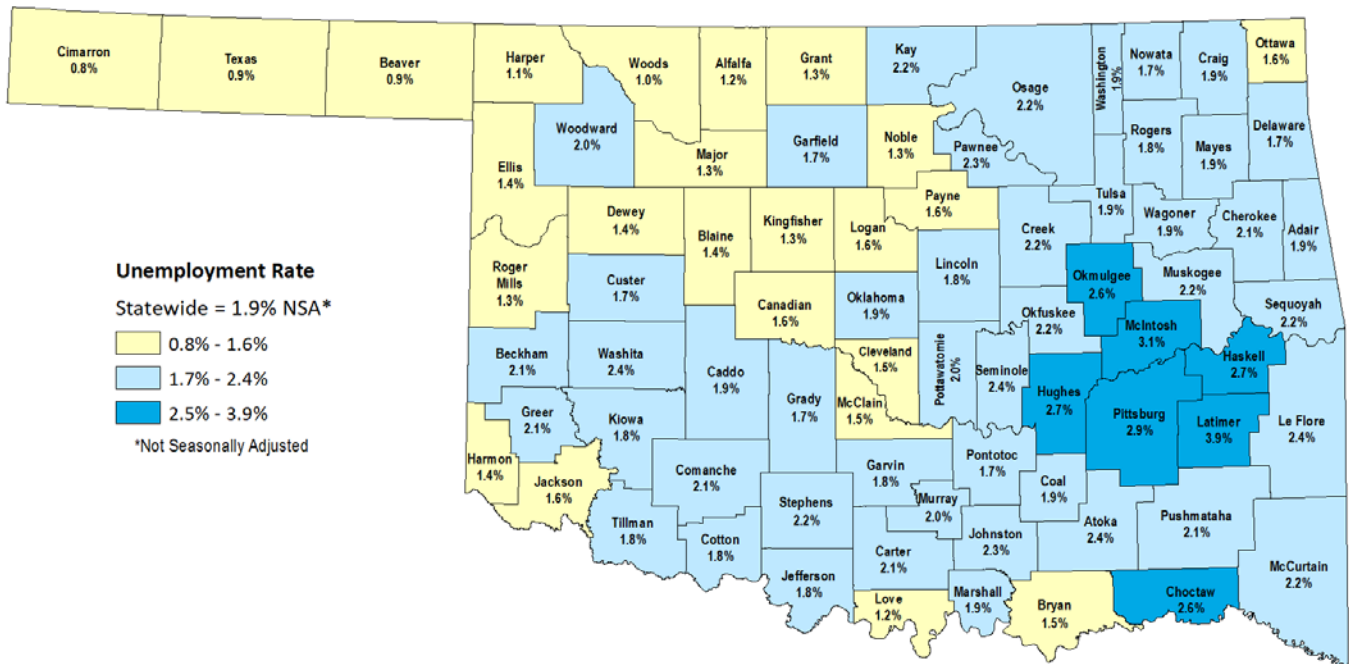 Cimarron
0.8%
Texas
0.9%
Beaver
0.9%
Harper
1.1%
Woods
1.0%
Alfalfa
1.2%
Grant
1.3%
Kay
2.2%
Osage
2.2%
Washington
1.9%
Nowata
1.7%
Craig
1.9%
Ottawa
1.6%
Woodward
2.0%
Ellis
1.4%
Major
1.3%
Garfield
1.7%
Noble
1.3%
Pawnee
2.3%
Rogers
1.8%
Mayes
1.9%
Delaware
1.7%
Dewey
1.4%
Blaine
1.4%
Kingfisher
1.3%
Logan
1.6%
Payne
1.6%
Creek
2.2%
Tulsa
1.9%
Wagoner
1.9%
Cherokee
2.1%
Adair
1.9%
Roger
Mills
1.3%
Custer
1.7%
Canadian
1.6%
Oklahoma
1.9%
Lincoln
1.8%
Okmulgee
2.6%
Muskogee
2.2%
Sequoyah
2.2%
Okfuskee
2.2%
McIntosh
3.1%
Haskell
2.7%
Unemployment Rate
Statewide = 1.9% NSA*
0.8% - 1.6%
1.7% - 2.4%
2.5% - 3.9%
*Not Seasonally Adjusted
Beckham
2.1%
Washita
2.4%
Caddo
1.9%
Grady
1.7%
Cleveland
1.5%
McClain
1.5%
Pottawatomie
2.0%
Seminole
2.4%
Hughes
2.7%
Pittsburg
2.9%
Latimer
3.9%
Le Flore
2.4%
Greer
2.1%
Kiowa
1.8%
Harmon
1.4%
Jackson
1.6%
Comanche
2.1%
Garvin
1.8%
Pontotoc
1.7%
Coal
1.9%
Stephens
2.2%
Murray
2.0%
Tillman
1.8%
Cotton
1.8%
Carter
2.1%
Johnston
2.3%
Atoka
2.4%
Pushmataha
2.1%
McCurtain
2.2%
Jefferson
1.8%
Love
1.2%
Marshall
1.9%
Bryan
1.5%
Choctaw
2.6%